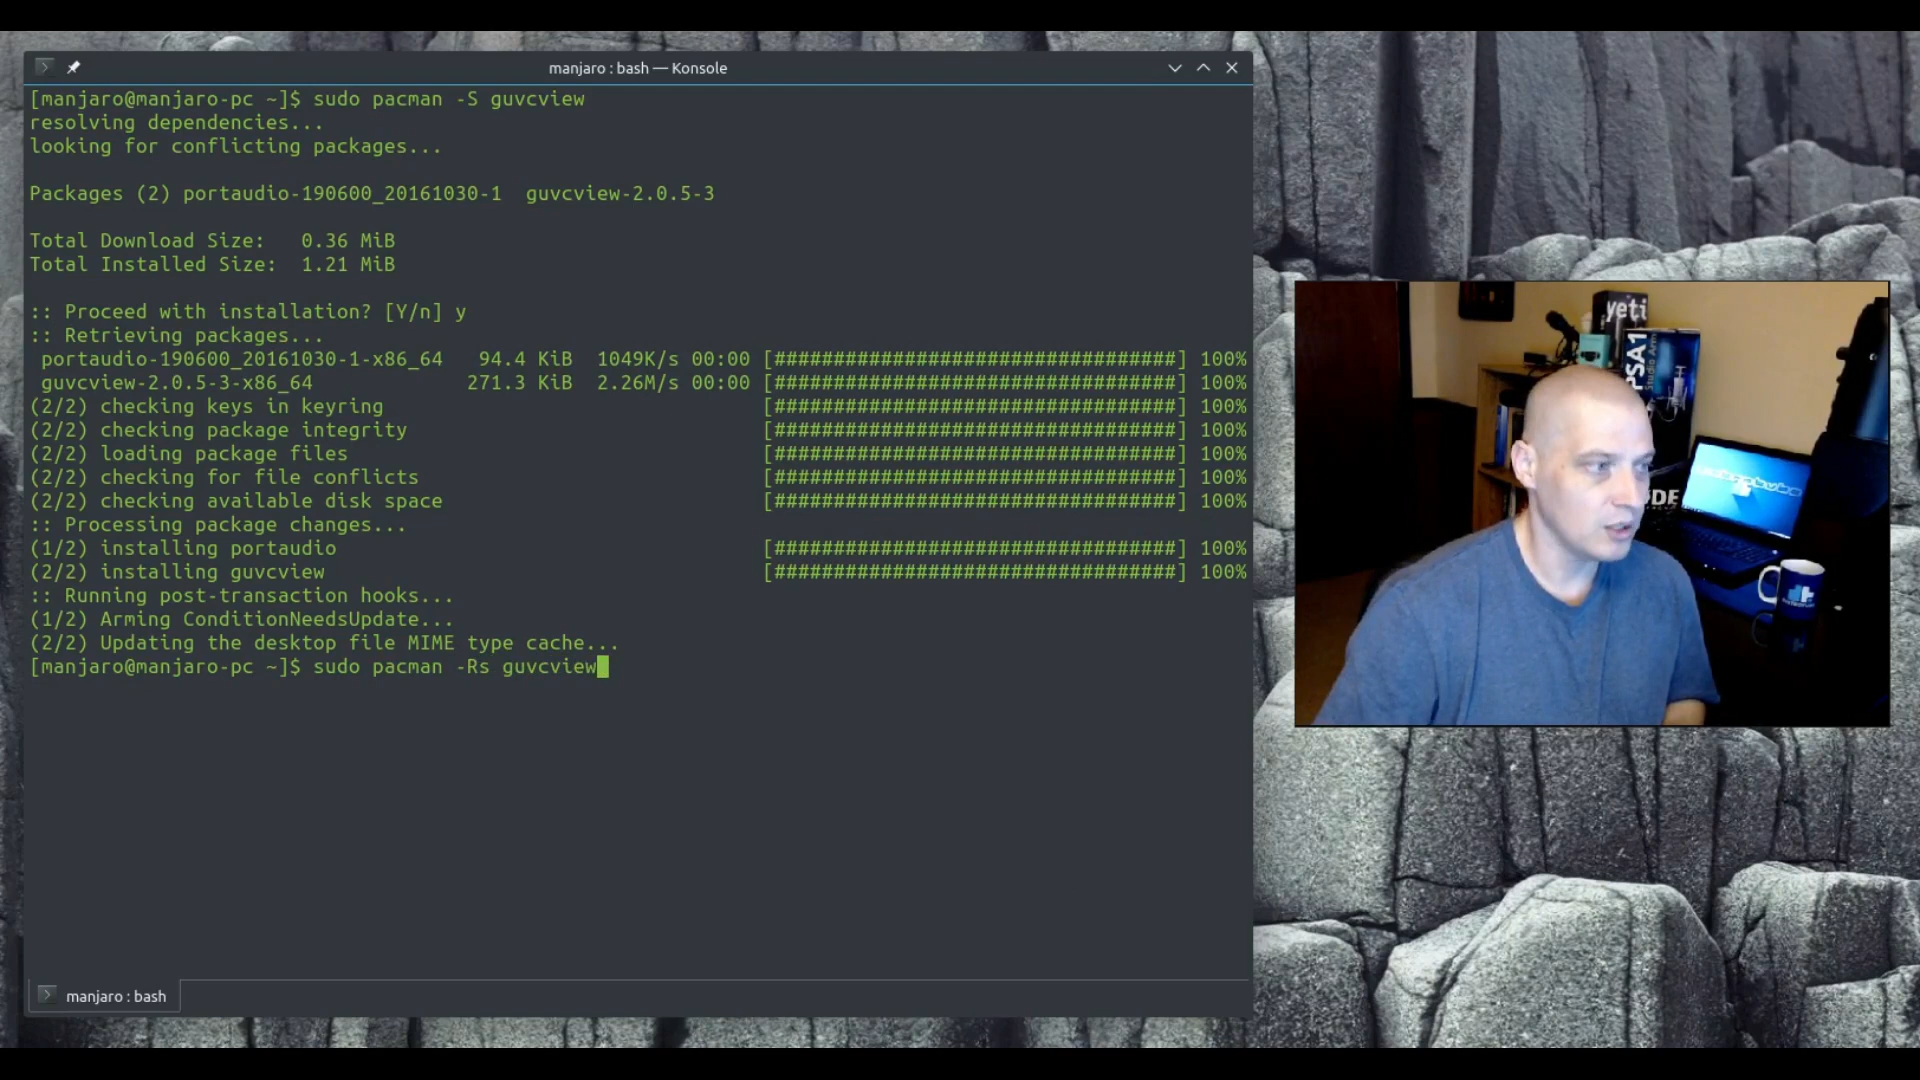 manjaro : bash — Konsole
[manjaro@manjaro-pc ~]$ sudo pacman -S guvcview
resolving dependencies...
looking for conflicting packages...
Packages (2) portaudio-190600_20161030-1  guvcview-2.0.5-3
Total Download Size:   0.36 MiB
Total Installed Size:  1.21 MiB
:: Proceed with installation? [Y/n] y
:: Retrieving packages...
portaudio-190600_20161030-1-x86_64   94.4 KiB  1049K/s 00:00 [##################################] 100%
guvcview-2.0.5-3-x86_64             271.3 KiB  2.26M/s 00:00 [##################################] 100%
(2/2) checking keys in keyring                                [##################################] 100%
(2/2) checking package integrity                              [##################################] 100%
(2/2) loading package files                                   [##################################] 100%
(2/2) checking for file conflicts                             [##################################] 100%
(2/2) checking available disk space                           [##################################] 100%
:: Processing package changes...
(1/2) installing portaudio                                    [##################################] 100%
(2/2) installing guvcview                                     [##################################] 100%
:: Running post-transaction hooks...
(1/2) Arming ConditionNeedsUpdate...
(2/2) Updating the desktop file MIME type cache...
[manjaro@manjaro-pc ~]$ sudo pacman -Rs guvcview
manjaro : bash
yeti
PSA1
Studio Arm